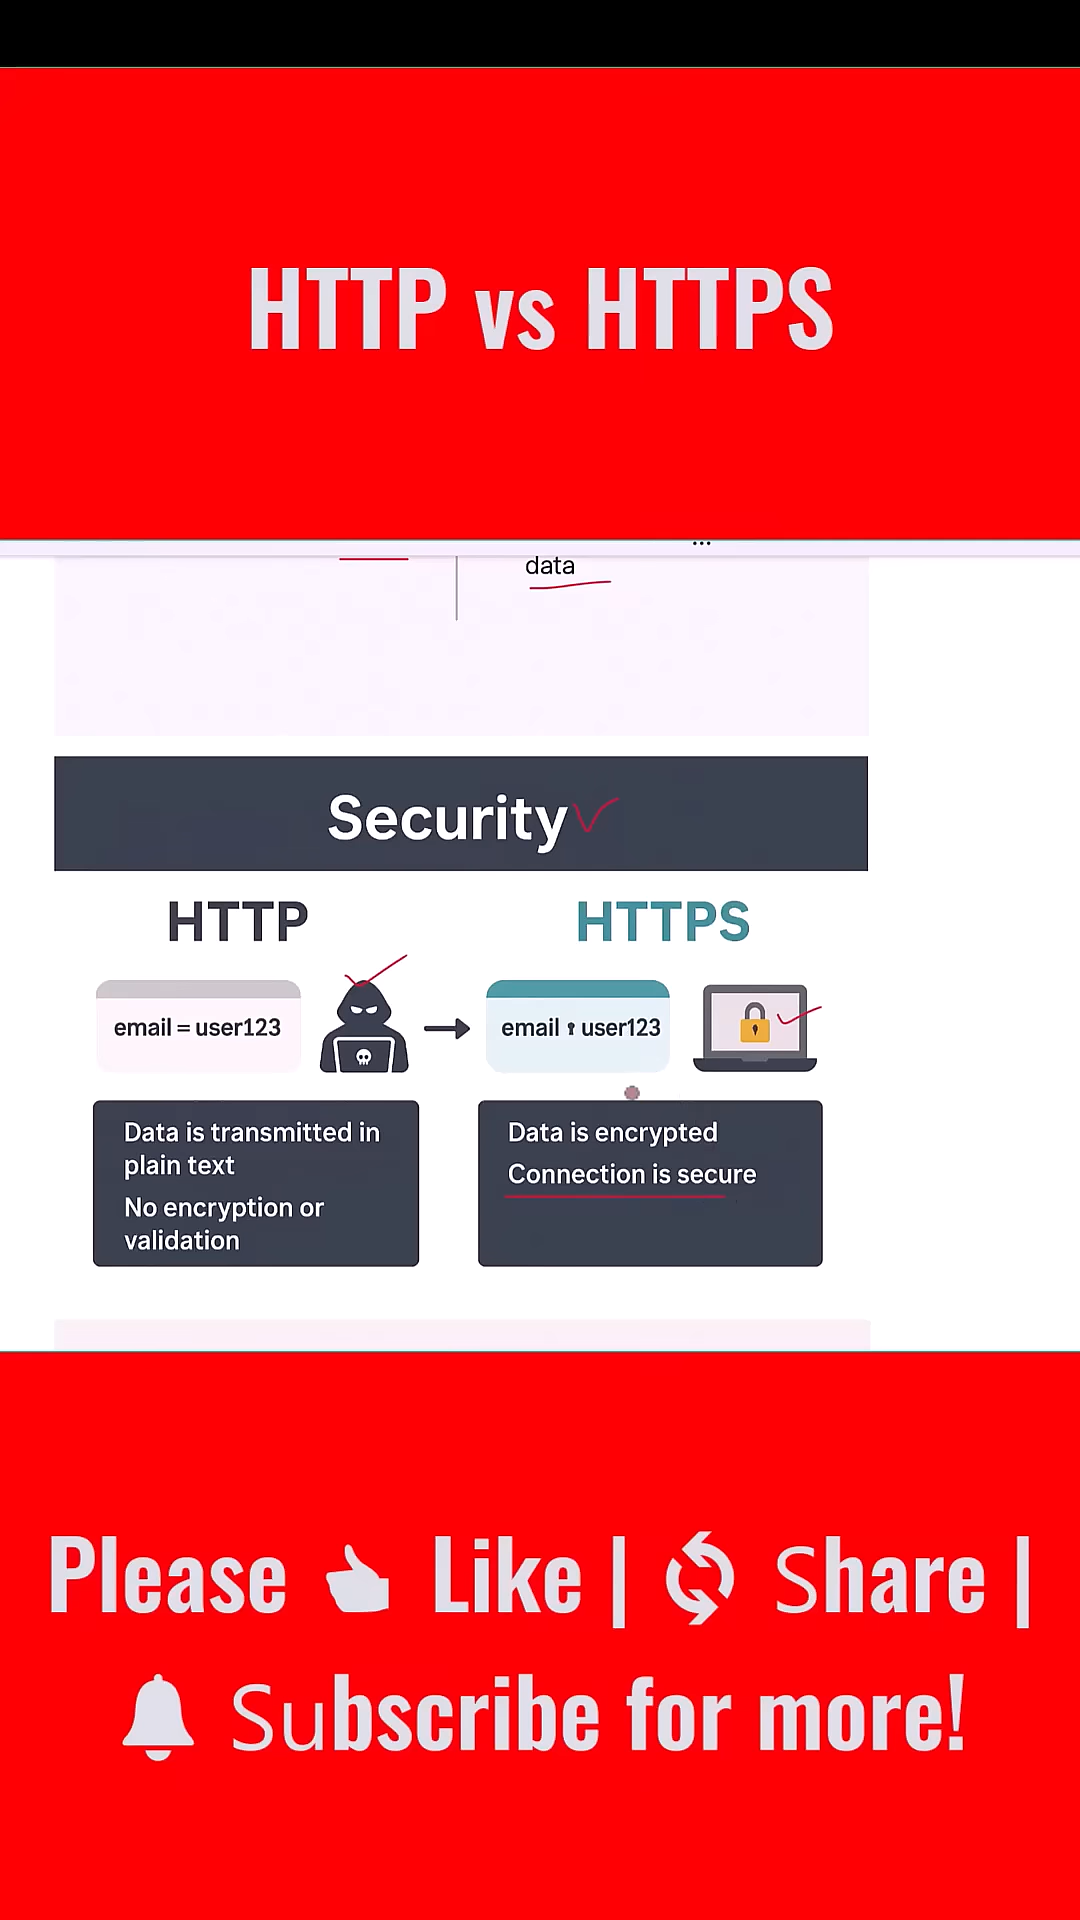 HTTP vs HTTPS
data
Security
HTTP
HTTPS
email = user123
email user123
Data is transmitted in
plain text
No encryption or
validation
Data is encrypted
Connection is secure
Please 👍 Like | 🔄 Share |
🔔 Subscribe for more!